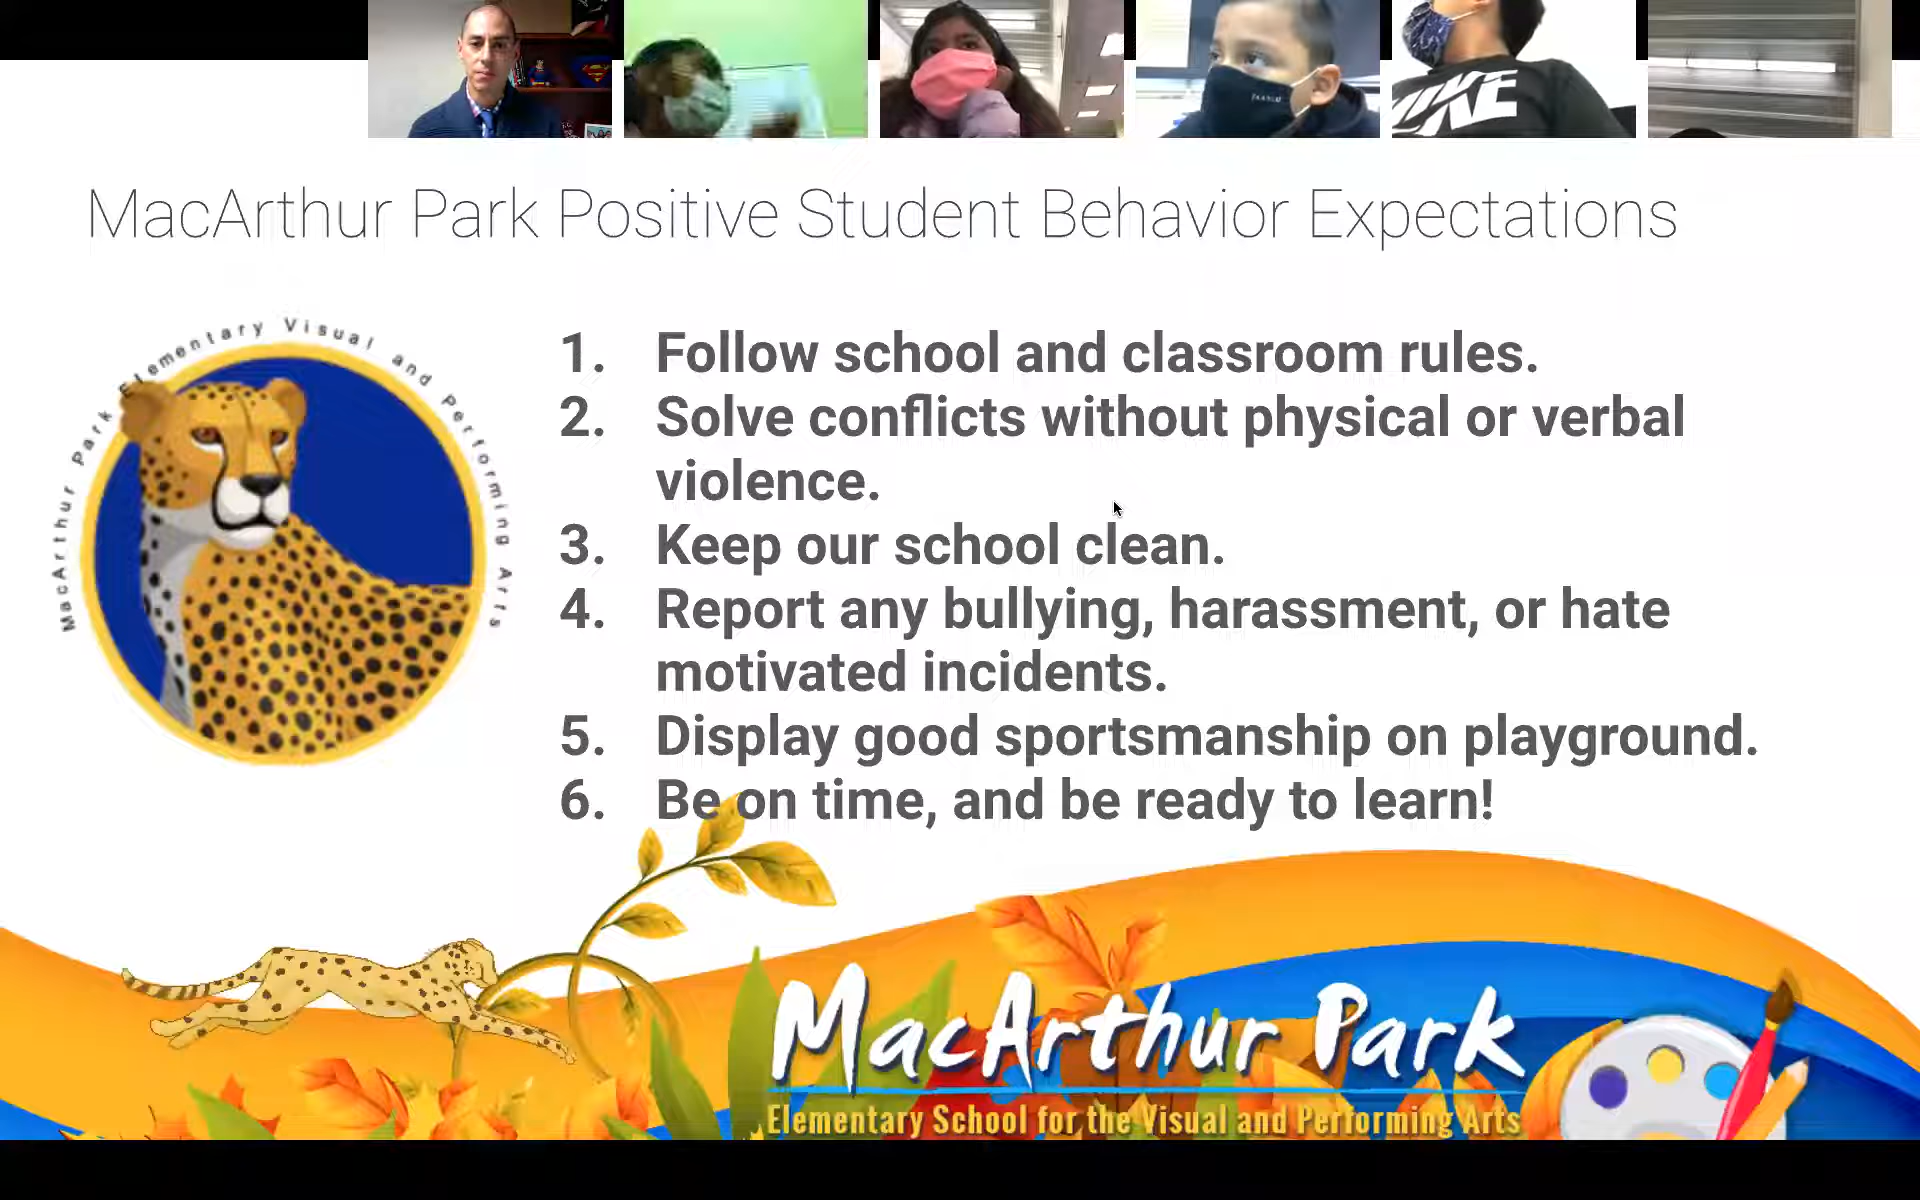 MacArthur Park Positive Student Behavior Expectations
MacArthur Park Elementary Visual and Performing Arts
1. Follow school and classroom rules.
2. Solve conflicts without physical or verbal
violence.
3. Keep our school clean.
4. Report any bullying, harassment, or hate
motivated incidents.
5. Display good sportsmanship on playground.
6. Be on time, and be ready to learn!
MacArthur Park
Elementary School for the Visual and Performing Arts